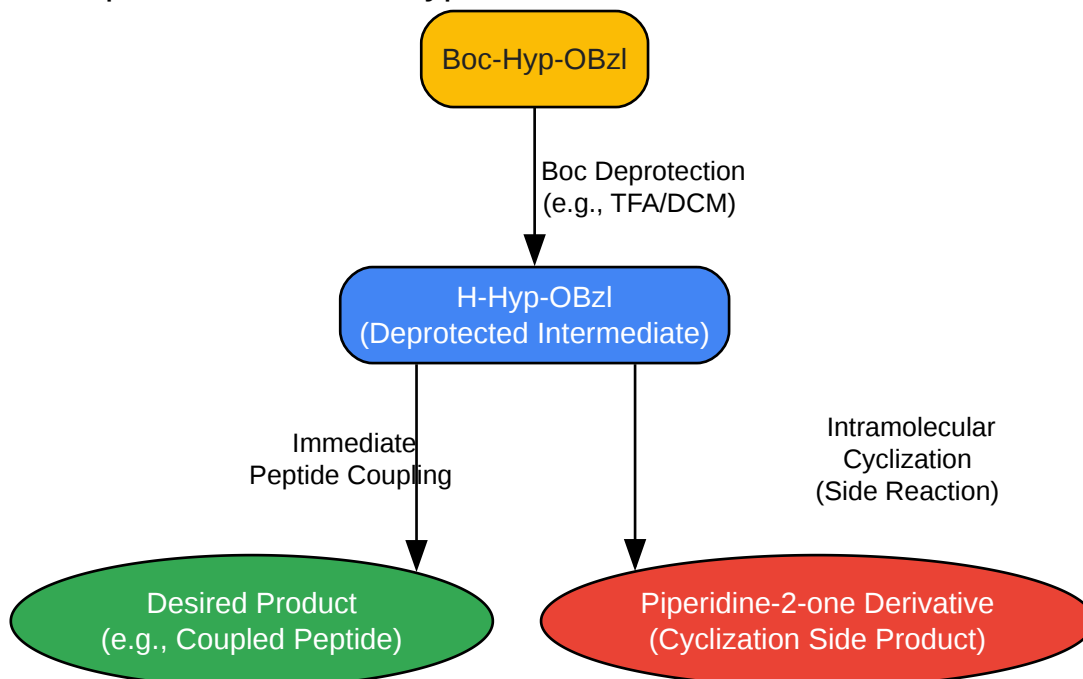 Boc-Hyp-OBzl
Boc Deprotection
(e.g., TFA/DCM)
H-Hyp-OBzl
(Deprotected Intermediate)
Immediate
Peptide Coupling
Intramolecular
Cyclization
(Side Reaction)
Desired Product
(e.g., Coupled Peptide)
Piperidine-2-one Derivative
(Cyclization Side Product)